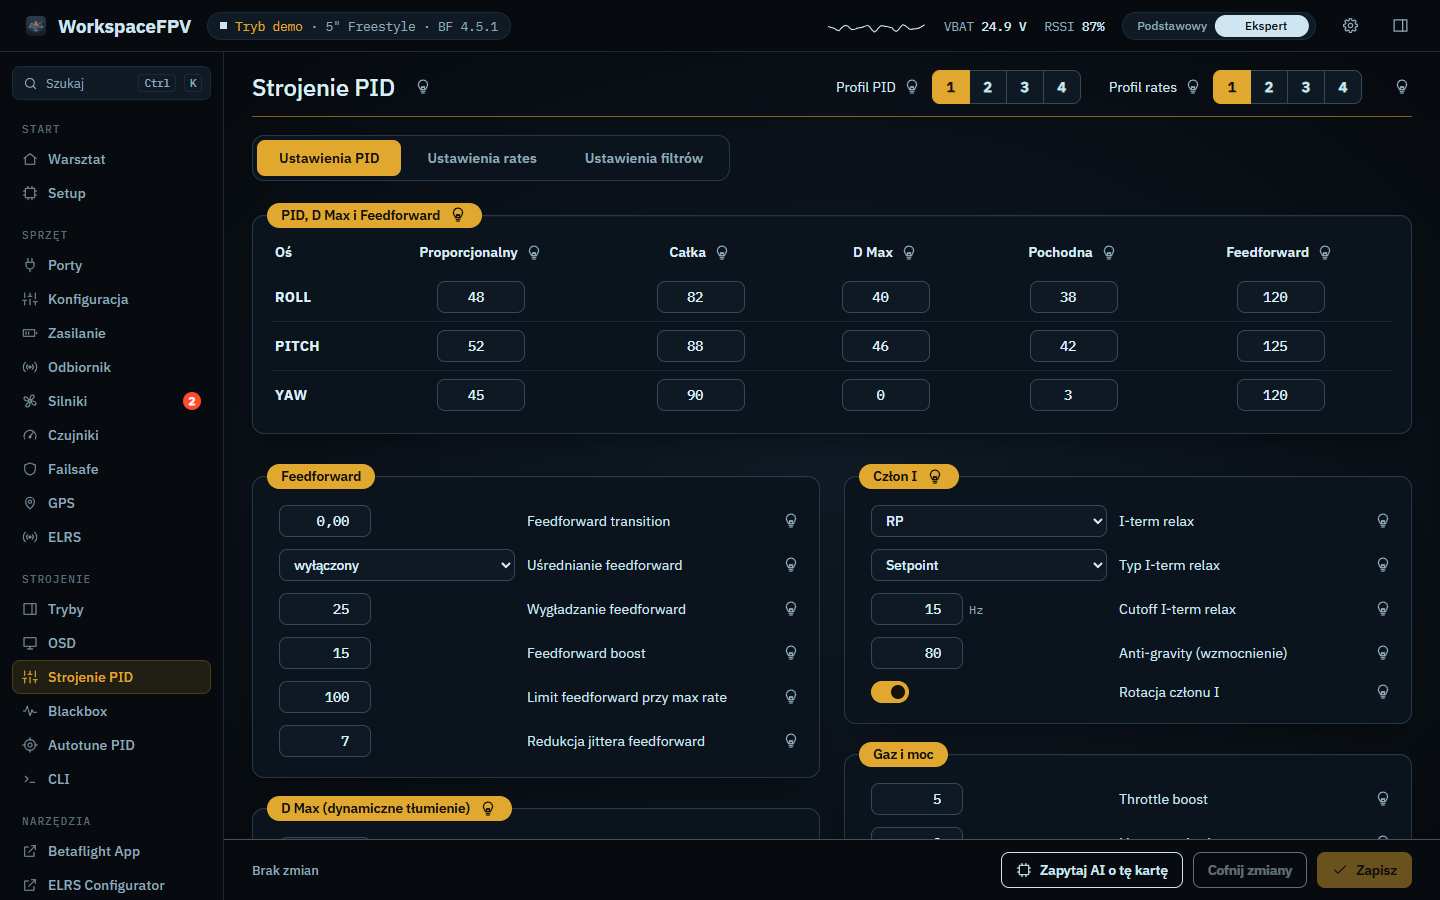 WorkspaceFPV
Tryb demo · 5" Freestyle · BF 4.5.1
VBAT 24.9 V
RSSI 87%
Podstawowy
Ekspert
Szukaj
Ctrl K
START
Warsztat
Setup
SPRZĘT
Porty
Konfiguracja
Zasilanie
Odbiornik
Silniki 2
Czujniki
Failsafe
GPS
ELRS
STROJENIE
Tryby
OSD
Strojenie PID
Blackbox
Autotune PID
CLI
NARZĘDZIA
Betaflight App
ELRS Configurator
Strojenie PID
Profil PID 1 2 3 4
Profil rates 1 2 3 4
Ustawienia PID
Ustawienia rates
Ustawienia filtrów
PID, D Max i Feedforward
Oś Proporcjonalny Całka D Max Pochodna Feedforward
ROLL 48 82 40 38 120
PITCH 52 88 46 42 125
YAW 45 90 0 3 120
Feedforward
0,00 Feedforward transition
wyłączony Uśrednianie feedforward
25 Wygładzanie feedforward
15 Feedforward boost
100 Limit feedforward przy max rate
7 Redukcja jittera feedforward
D Max (dynamiczne tłumienie)
Człon I
RP I-term relax
Setpoint Typ I-term relax
15 Hz Cutoff I-term relax
80 Anti-gravity (wzmocnienie)
Rotacja członu I
Gaz i moc
5 Throttle boost
Brak zmian
Zapytaj AI o tę kartę
Cofnij zmiany
Zapisz